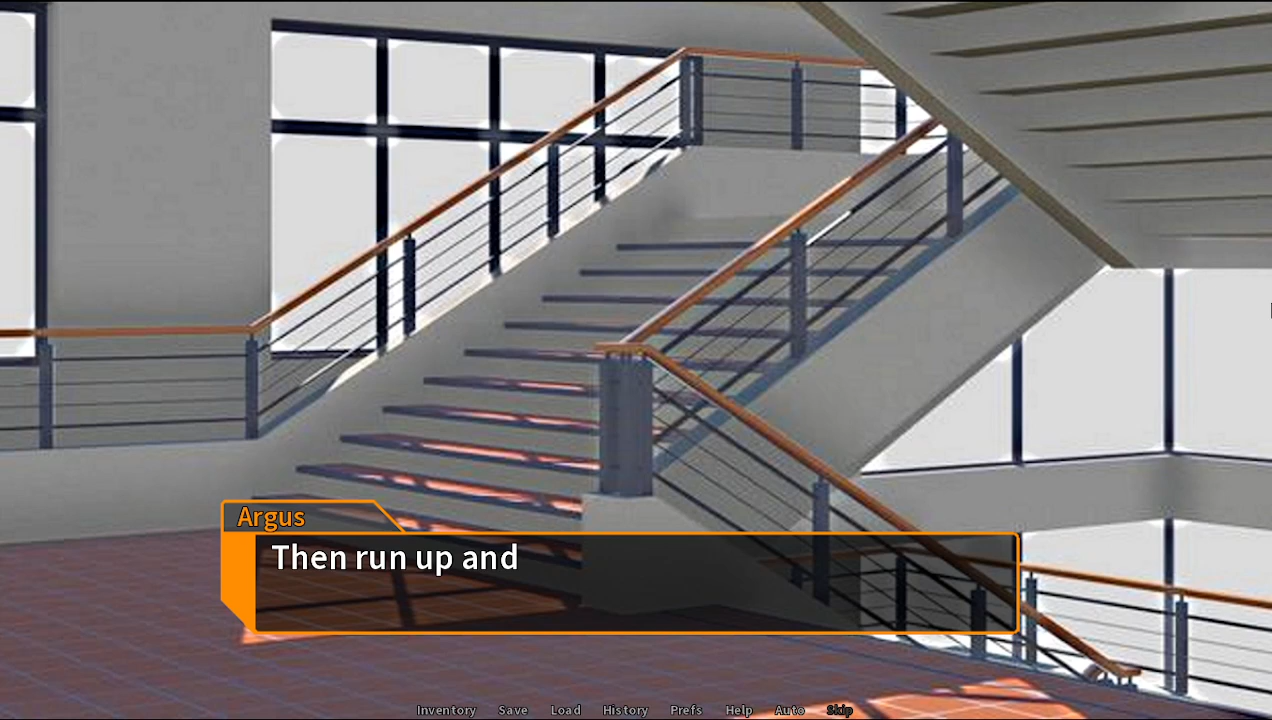 Argus
Then run up and
Inventory Save Load History Prefs Help Auto Skip